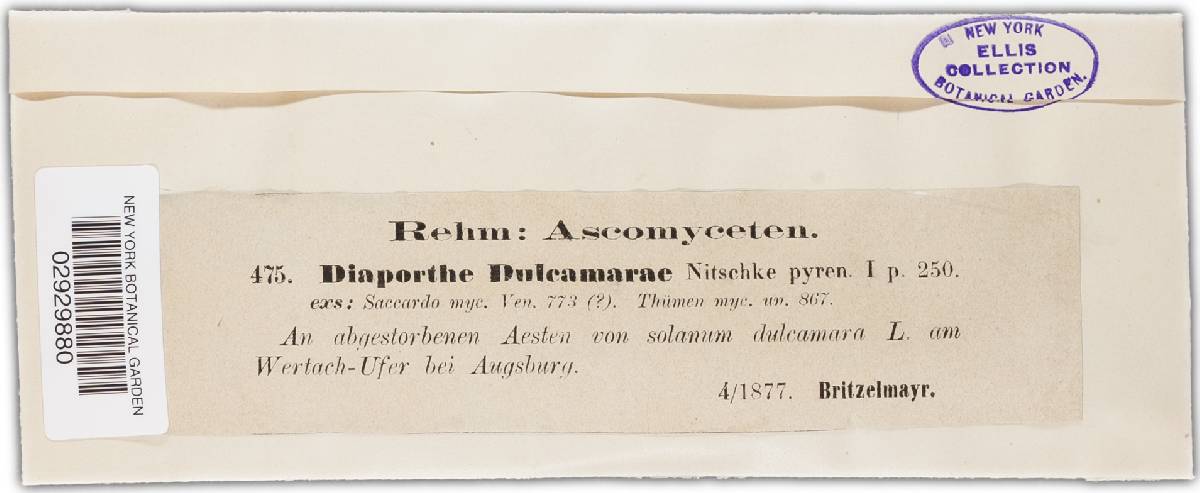 NEW YORK
ELLIS
COLLECTION
BOTANICAL GARDEN.
NEW YORK BOTANICAL GARDEN
02929880
Rehm: Ascomyceten.
475. Diaporthe Dulcamarae Nitschke pyren. I p. 250.
exs: Saccardo myc. Ven. 773 (?). Thümen myc. un. 867.
An abgestorbenen Aesten von solanum dulcamara L. am
Wertach-Ufer bei Augsburg.
4/1877. Britzelmayr.